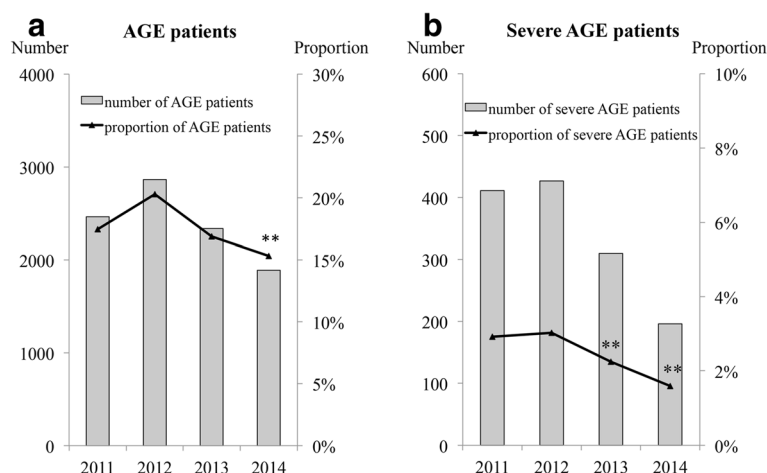 a
AGE patients
Number
Proportion
4000
3000
2000
1000
0
30%
25%
20%
15%
10%
5%
0%
number of AGE patients
proportion of AGE patients
**
2011 2012 2013 2014
b
Severe AGE patients
Number
Proportion
600
500
400
300
200
100
0
10%
8%
6%
4%
2%
0%
number of severe AGE patients
proportion of severe AGE patients
**
**
2011 2012 2013 2014